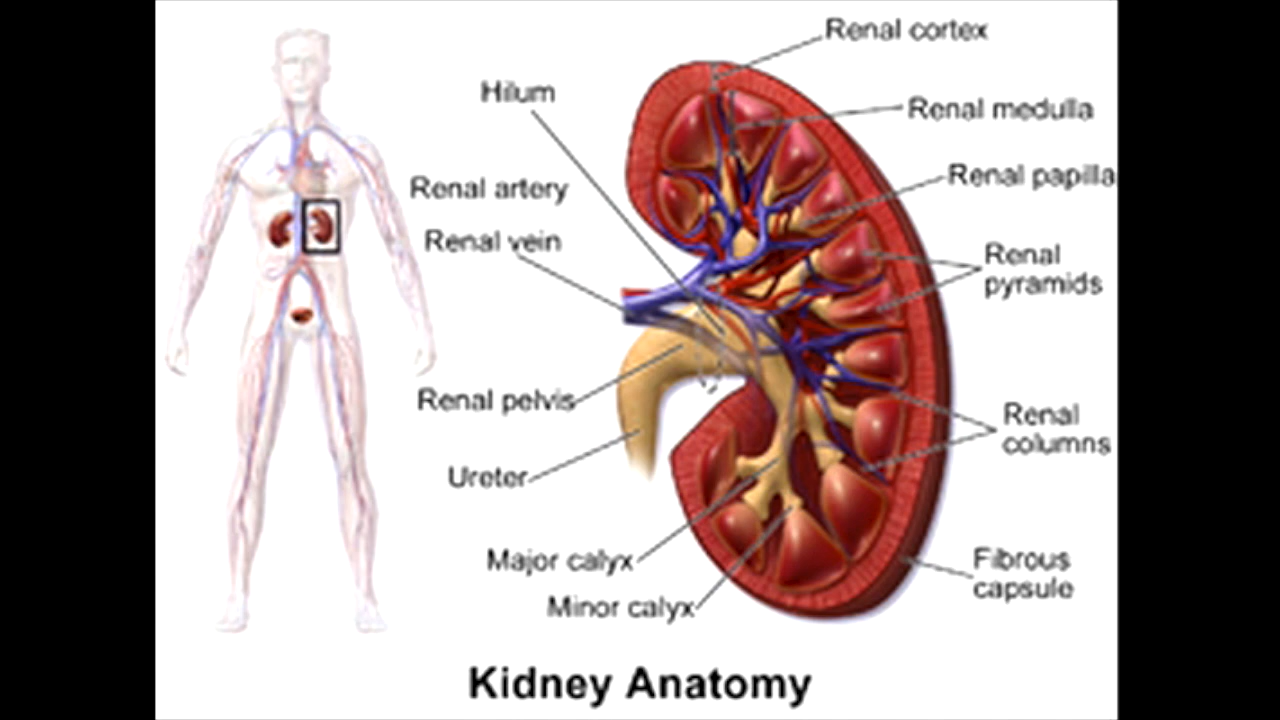 Renal cortex
Hilum
Renal medulla
Renal papilla
Renal artery
Renal vein
Renal
pyramids
Renal pelvis
Renal
columns
Ureter
Major calyx
Fibrous
capsule
Minor calyx
Kidney Anatomy